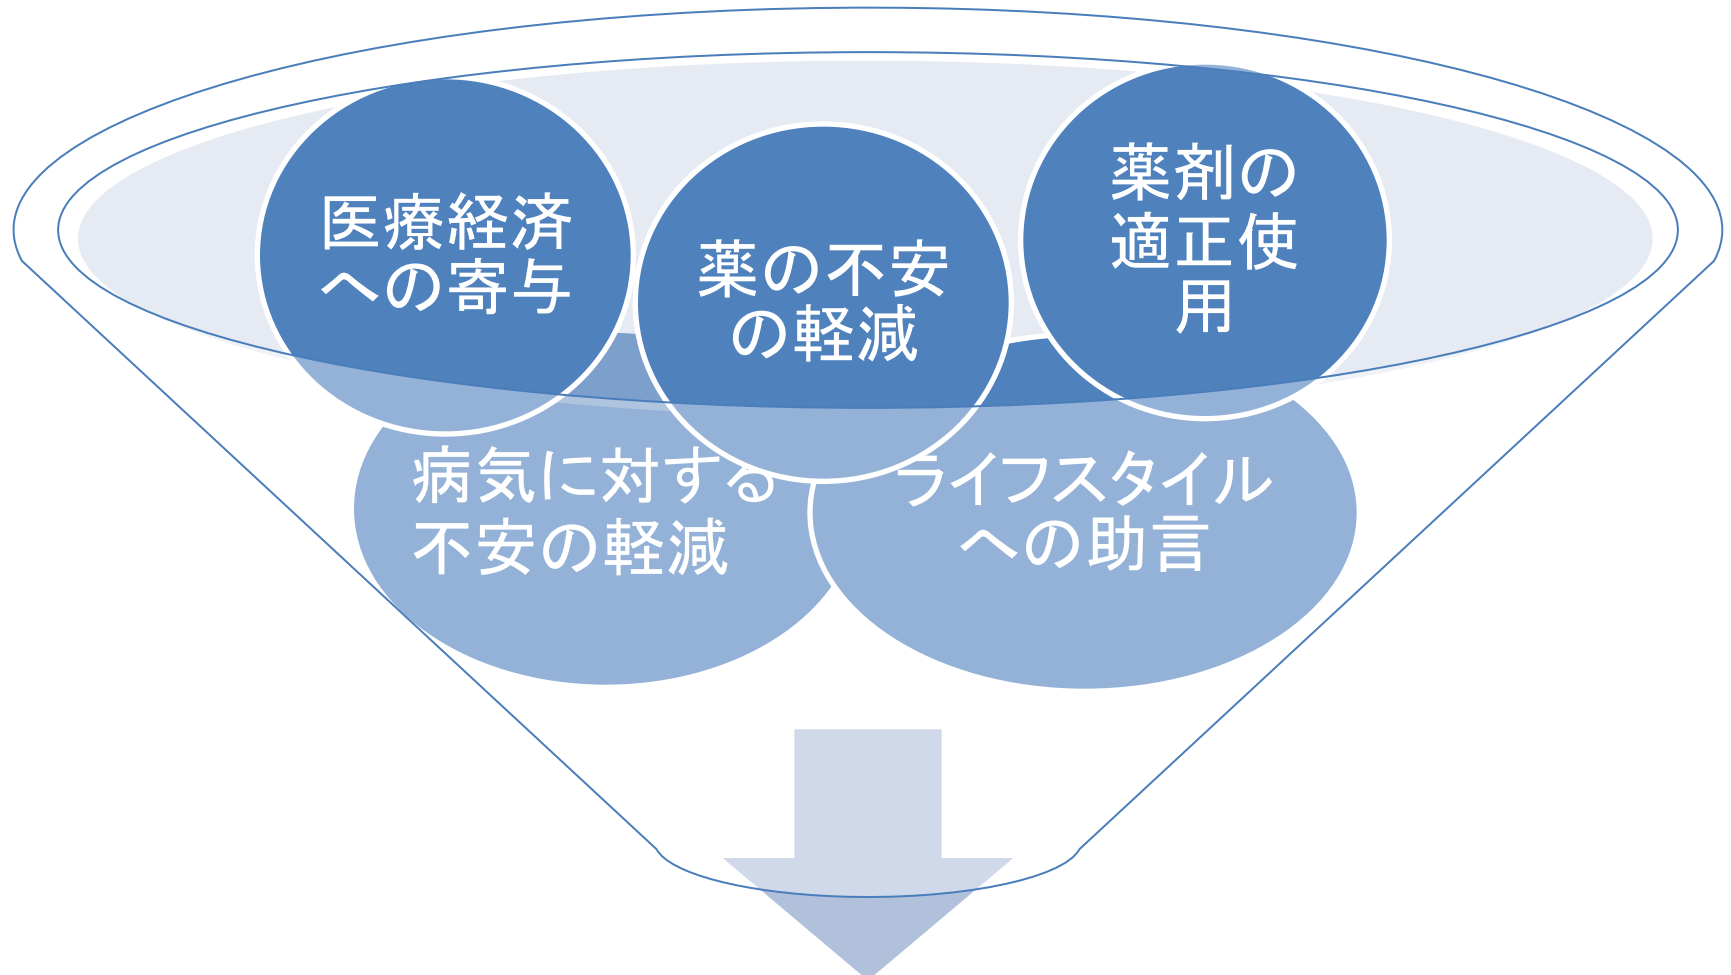 医療経済
への寄与
薬の不安
の軽減
薬剤の
適正使
用
病気に対する
不安の軽減
ライフスタイル
への助言